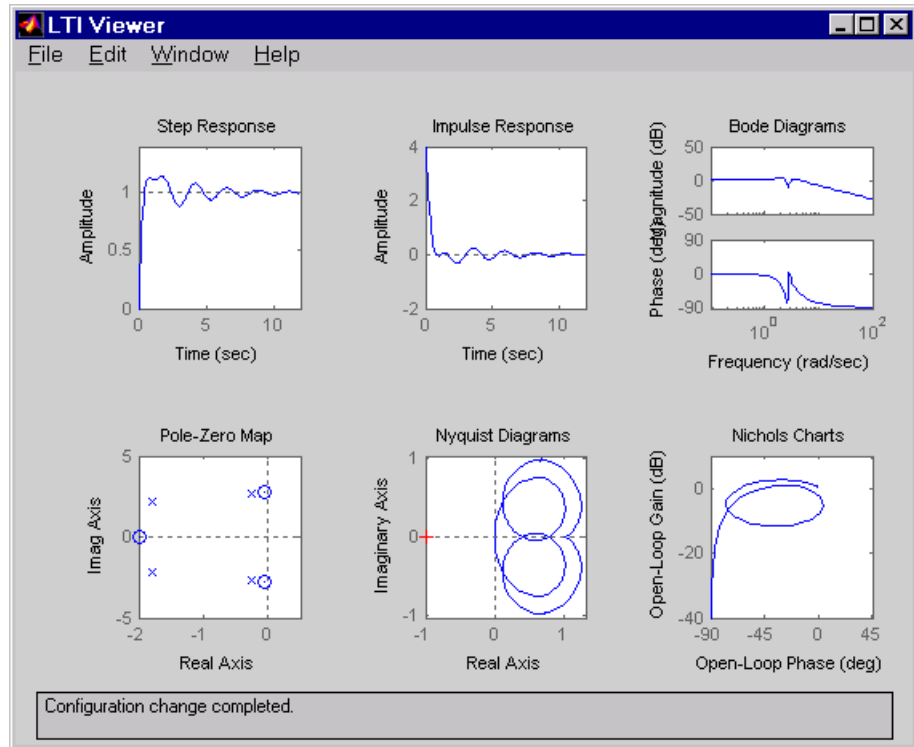 LTI Viewer
File Edit Window Help
Step Response
Amplitude
1
0.5
0
0 5 10
Time (sec)
Impulse Response
Amplitude
4
2
0
-2
0 5 10
Time (sec)
Bode Diagrams
Phase (deg) Magnitude (dB)
50
0
-50
90
0
-90
10^0 10^2
Frequency (rad/sec)
Pole-Zero Map
Imag Axis
5
0
-5
-2 -1 0
Real Axis
Nyquist Diagrams
Imaginary Axis
1
0
-1
-1 0 1
Real Axis
Nichols Charts
Open-Loop Gain (dB)
0
-20
-40
-90 -45 0 45
Open-Loop Phase (deg)
Configuration change completed.